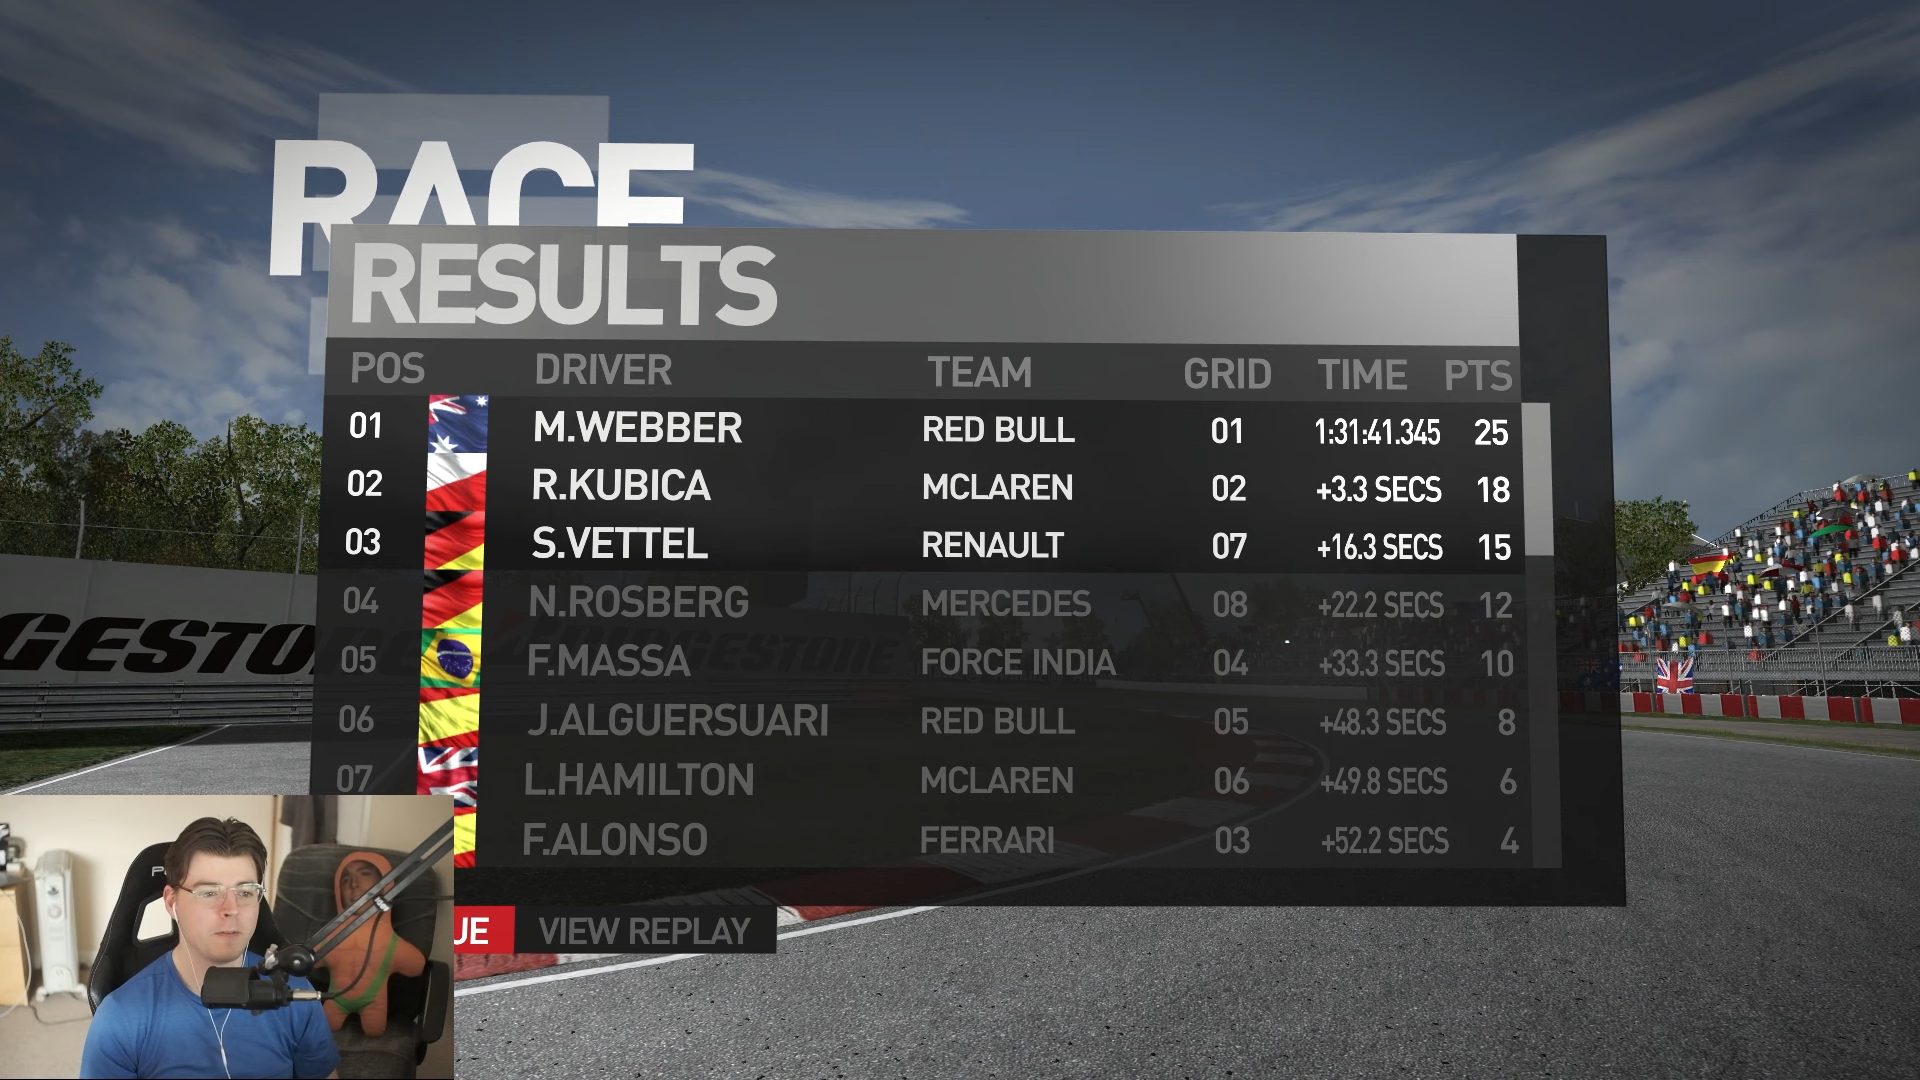 RACE
RESULTS
POS DRIVER TEAM GRID TIME PTS
01 M.WEBBER RED BULL 01 1:31:41.345 25
02 R.KUBICA MCLAREN 02 +3.3 SECS 18
03 S.VETTEL RENAULT 07 +16.3 SECS 15
04 N.ROSBERG MERCEDES 08 +22.2 SECS 12
05 F.MASSA FORCE INDIA 04 +33.3 SECS 10
06 J.ALGUERSUARI RED BULL 05 +48.3 SECS 8
07 L.HAMILTON MCLAREN 06 +49.8 SECS 6
F.ALONSO FERRARI 03 +52.2 SECS 4
GESTO
UE VIEW REPLAY